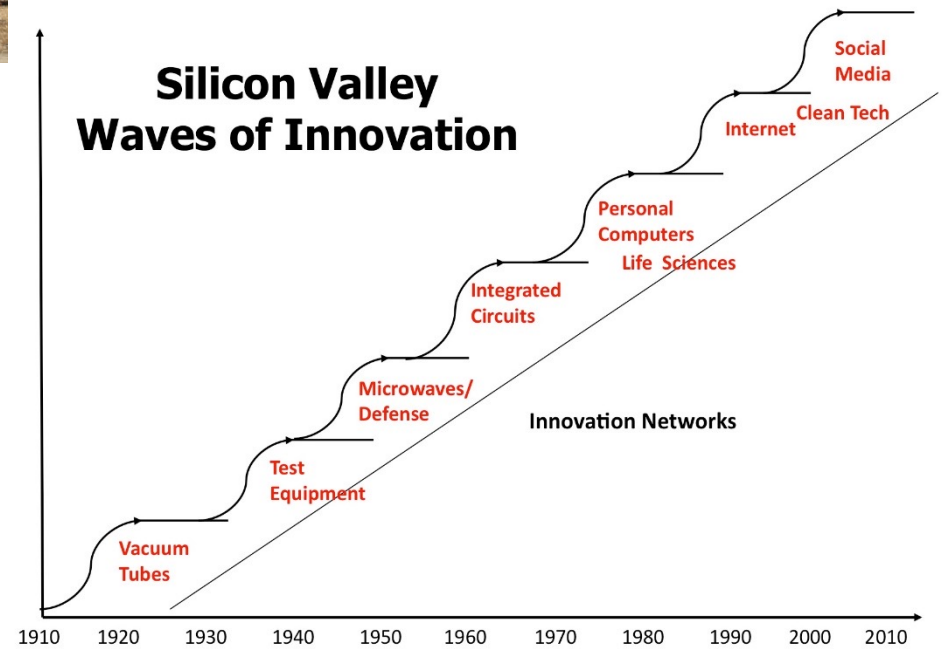 Silicon Valley
Waves of Innovation
Social
Media
Clean Tech
Internet
Personal
Computers
Life Sciences
Integrated
Circuits
Microwaves/
Defense
Innovation Networks
Test
Equipment
Vacuum
Tubes
1910 1920 1930 1940 1950 1960 1970 1980 1990 2000 2010